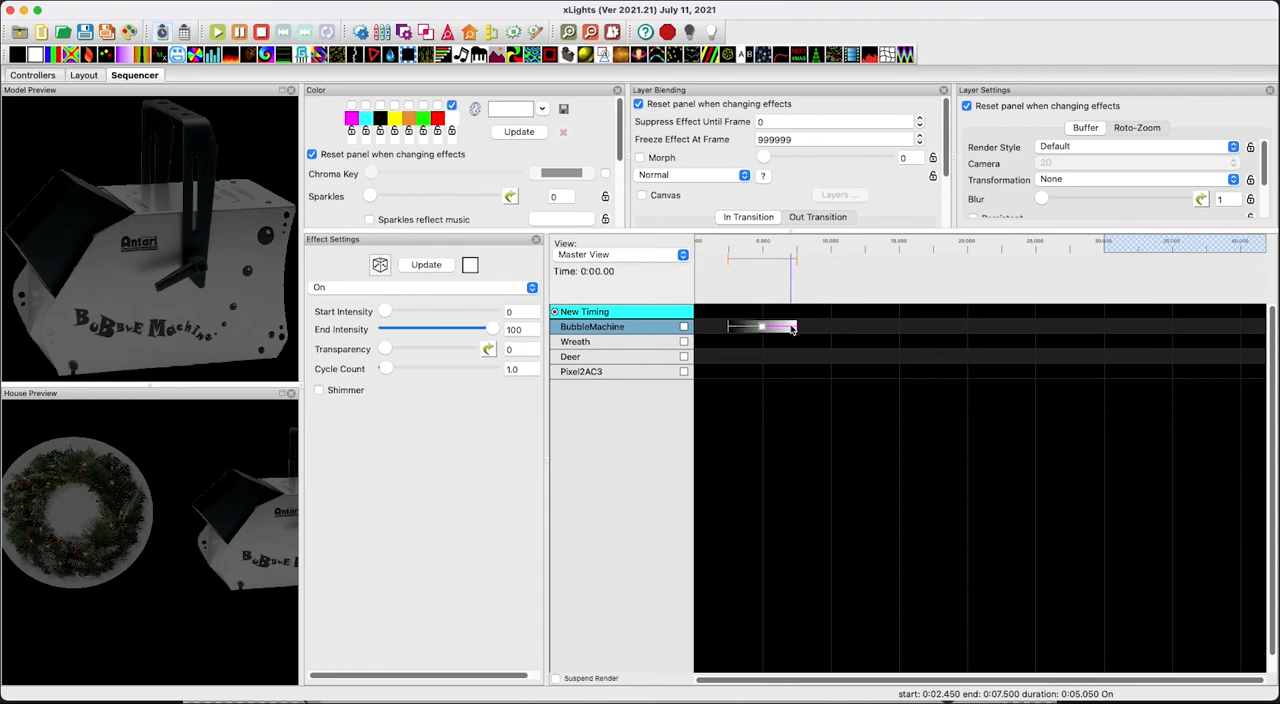 xLights (Ver 2021.21) July 11, 2021
Controllers
Layout
Sequencer
Model Preview
Antari
BuBBLE Machine.
House Preview
Color
Update
Reset panel when changing effects
Chroma Key
Sparkles
0
Sparkles reflect music
Layer Blending
Reset panel when changing effects
Suppress Effect Until Frame
0
Freeze Effect At Frame
999999
Morph
0
Normal
?
Canvas
Layers ...
In Transition
Out Transition
Layer Settings
Reset panel when changing effects
Buffer
Roto-Zoom
Render Style
Default
Camera
2D
Transformation
None
Blur
1
Persistent
Effect Settings
Update
On
Start Intensity
0
End Intensity
100
Transparency
0
Cycle Count
1.0
Shimmer
View:
Master View
Time: 0:00.00
5.000
10.000
15.000
20.000
25.000
30.000
35.000
40.000
New Timing
BubbleMachine
Wreath
Deer
Pixel2AC3
Suspend Render
start: 0:02.450 end: 0:07.500 duration: 0:05.050 On